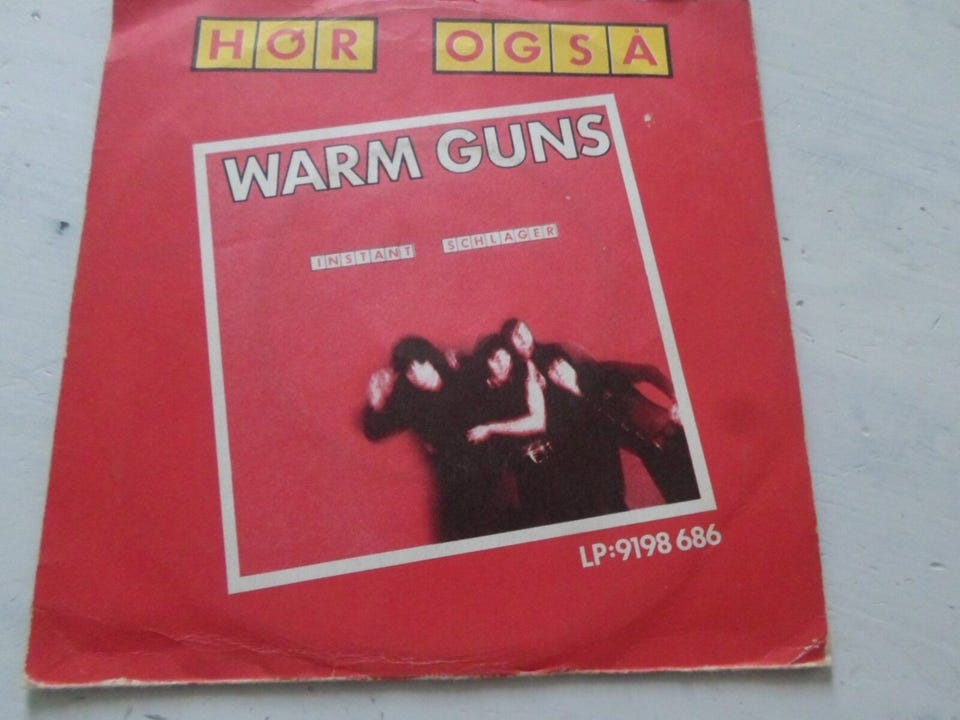 HØR OGSÅ
WARM GUNS
INSTANT SCHLAGER
LP:9198 686